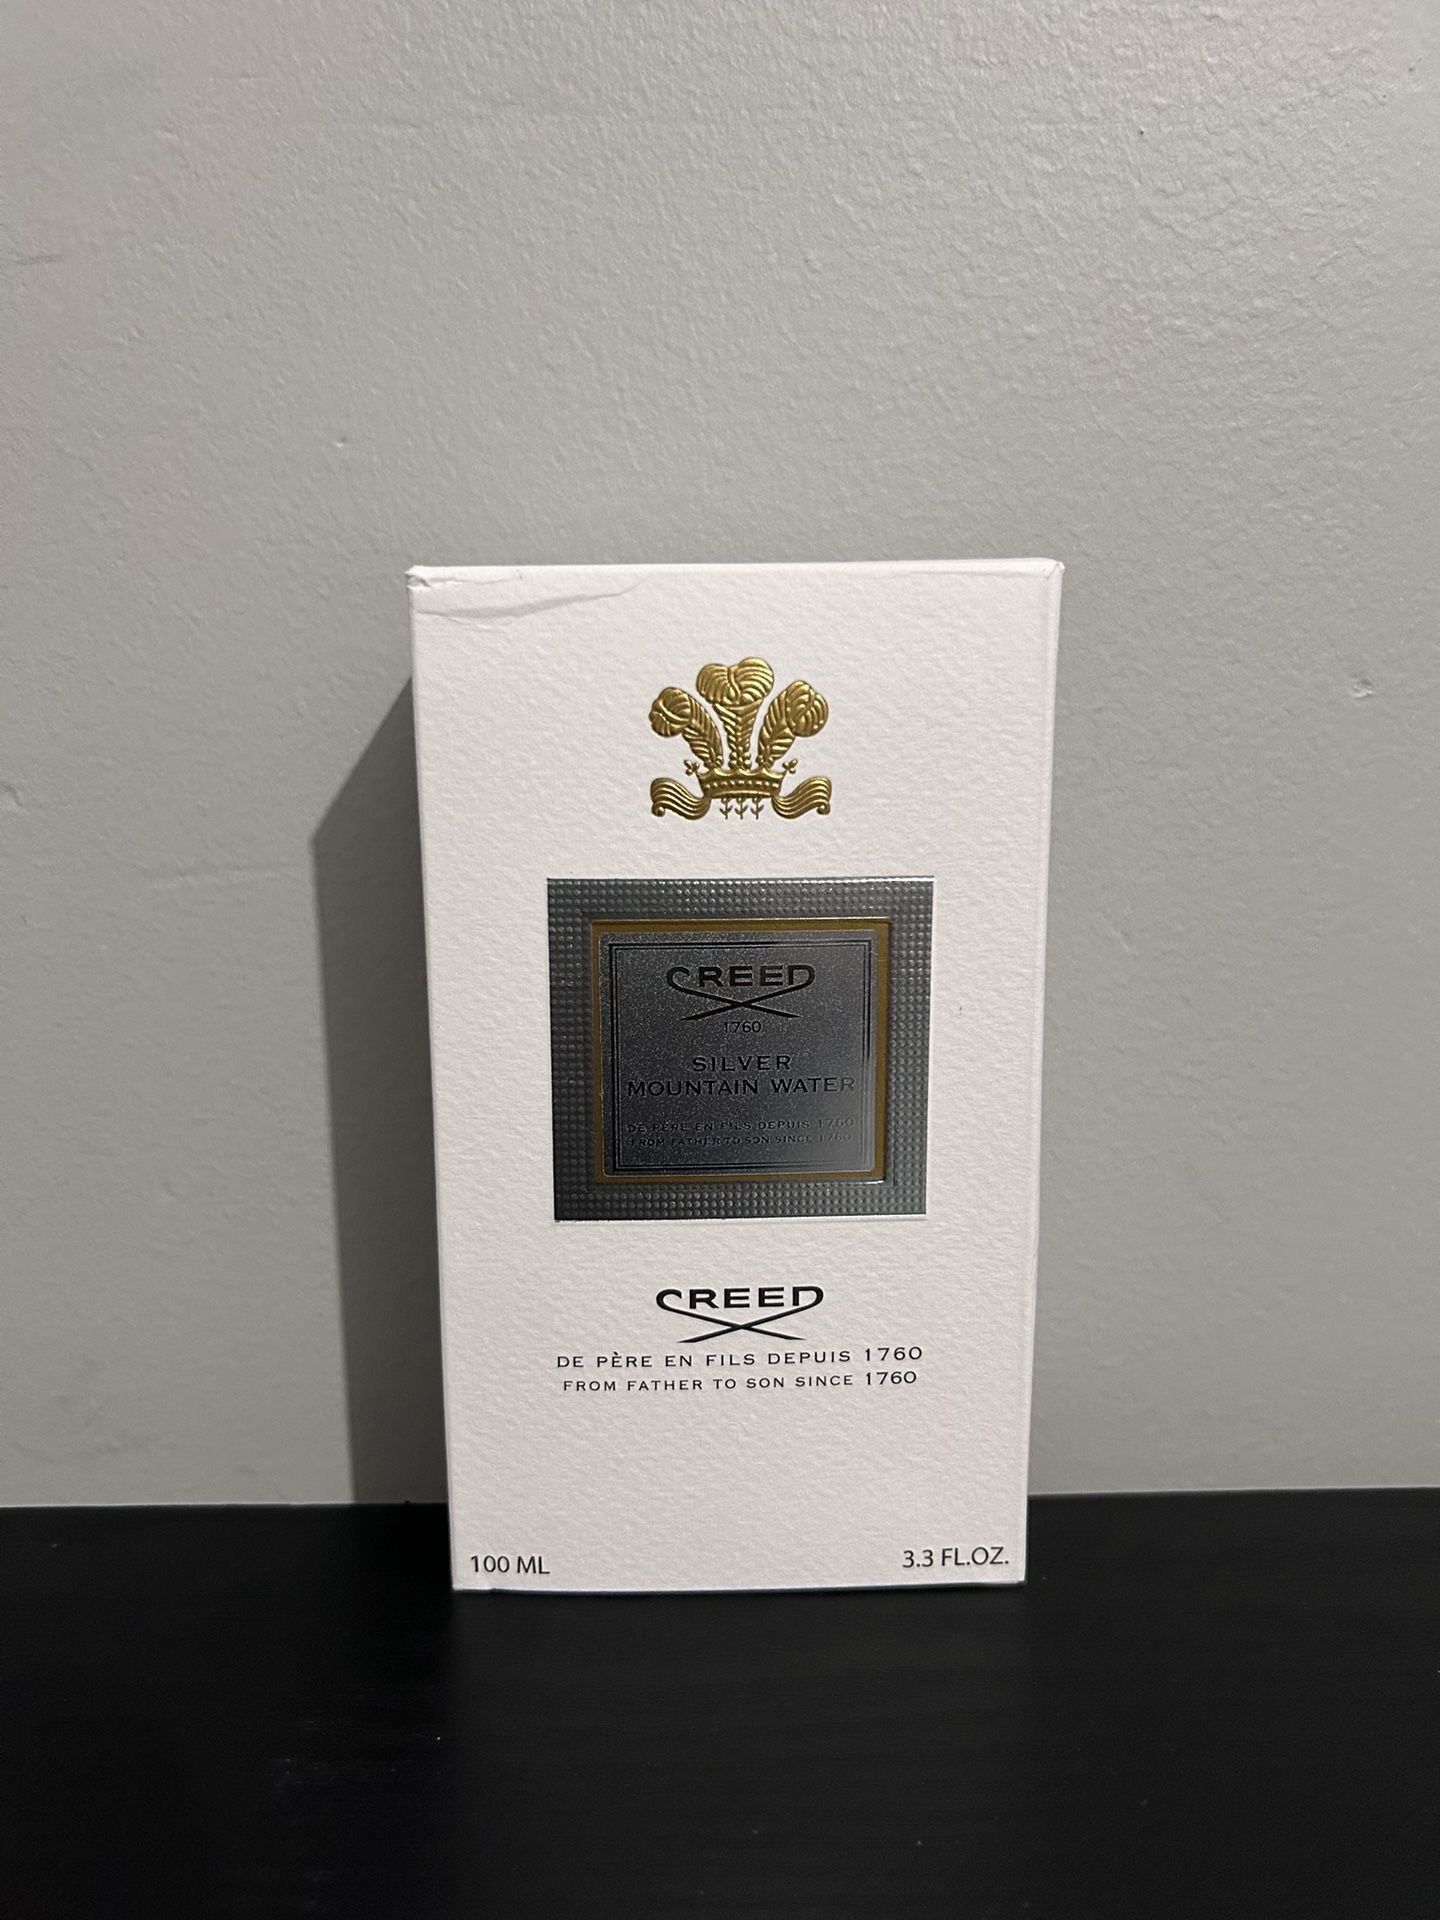 CREED
1760
SILVER
MOUNTAIN WATER
DE PÈRE EN FILS DEPUIS 1760
FROM FATHER TO SON SINCE 1760
CREED
DE PÈRE EN FILS DEPUIS 1760
FROM FATHER TO SON SINCE 1760
100 ML
3.3 FL.OZ.